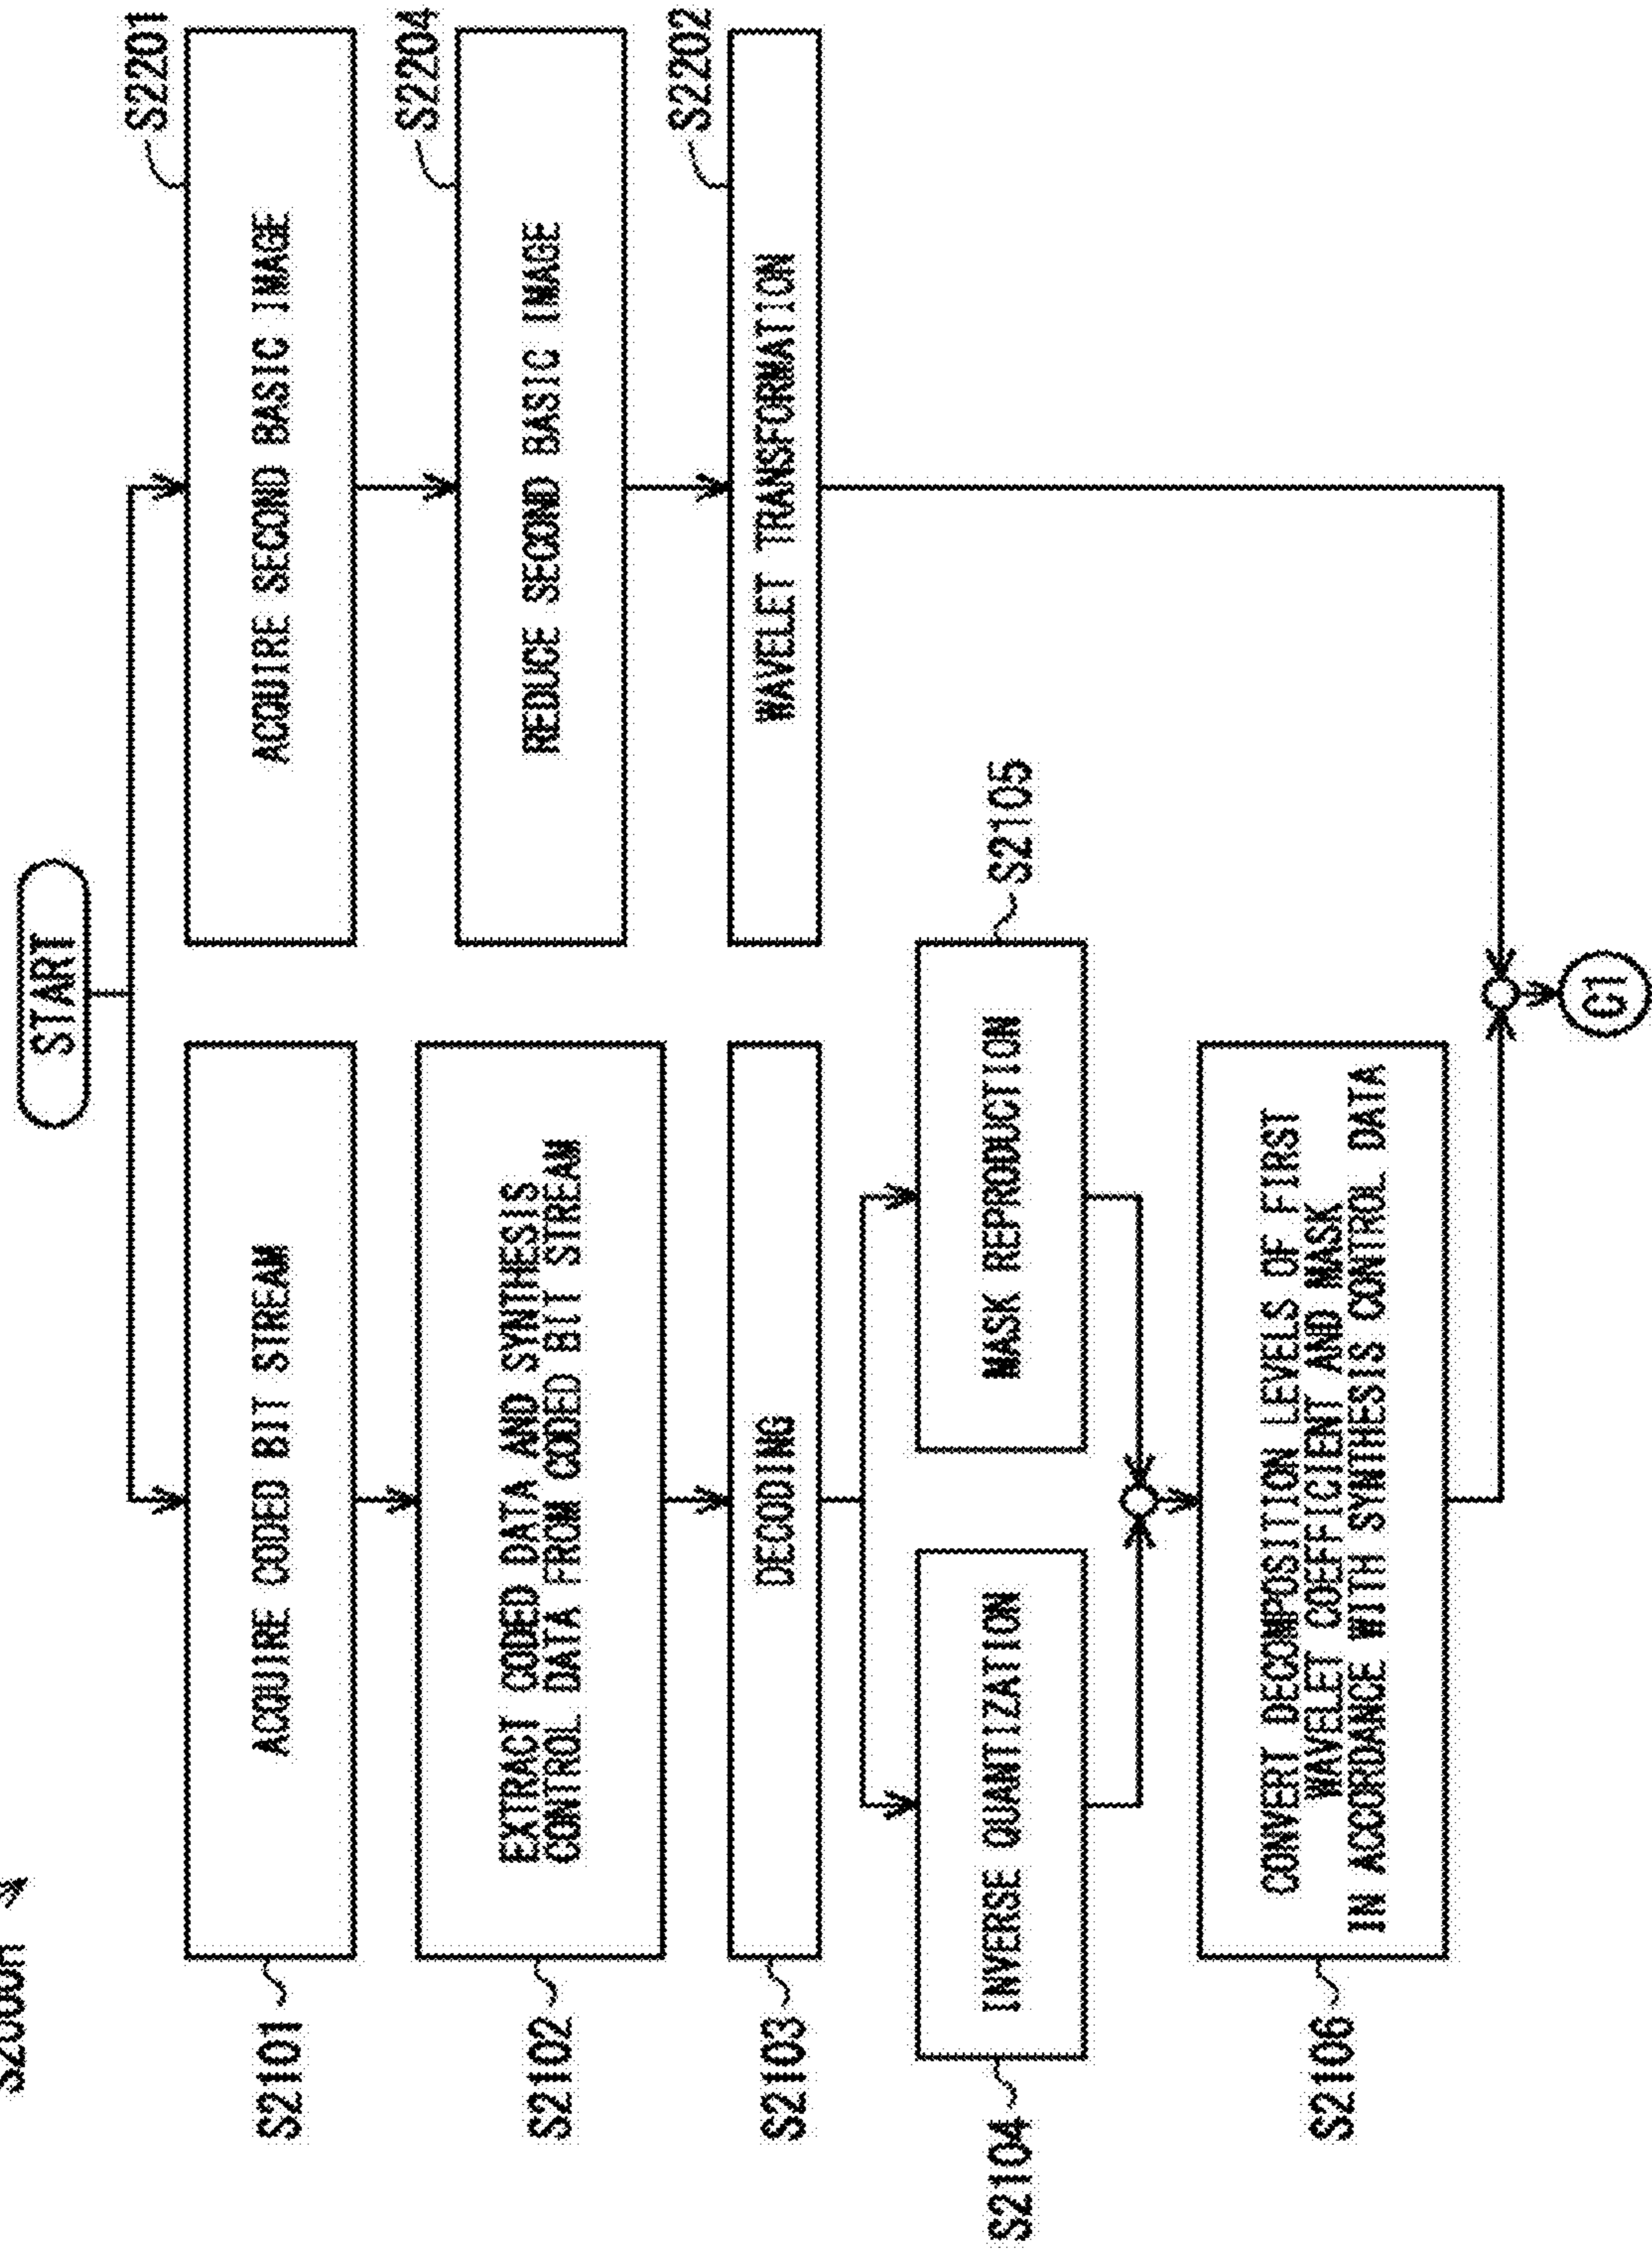 START
S2101
ACQUIRE CODED BIT STREAM
S2102
EXTRACT CODED DATA AND SYNTHESIS
CONTROL DATA FROM CODED BIT STREAM
S2103
DECODING
S2104
INVERSE QUANTIZATION
MASK REPRODUCTION
S2105
S2106
CONVERT DECOMPOSITION LEVELS OF FIRST
WAVELET COEFFICIENT AND MASK
IN ACCORDANCE WITH SYNTHESIS CONTROL DATA
S2201
ACQUIRE SECOND BASIC IMAGE
S2204
REDUCE SECOND BASIC IMAGE
S2202
WAVELET TRANSFORMATION
C1